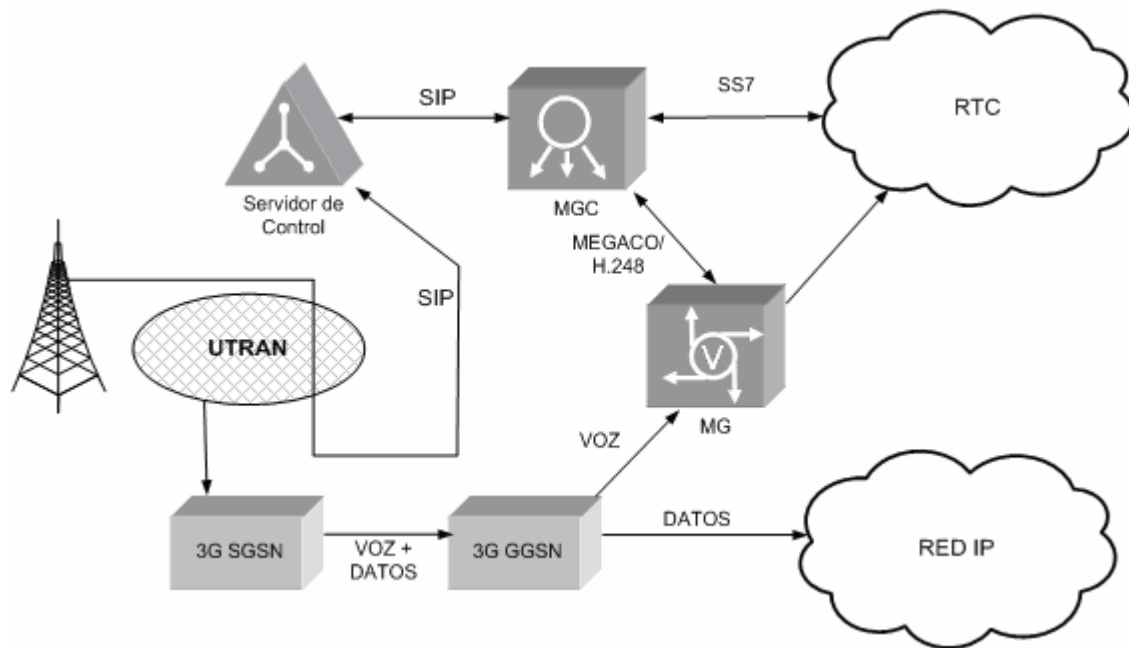 SIP
SS7
RTC
Servidor de
Control
MGC
MEGACO/
H.248
SIP
UTRAN
V
MG
VOZ
3G SGSN
VOZ +
DATOS
3G GGSN
DATOS
RED IP